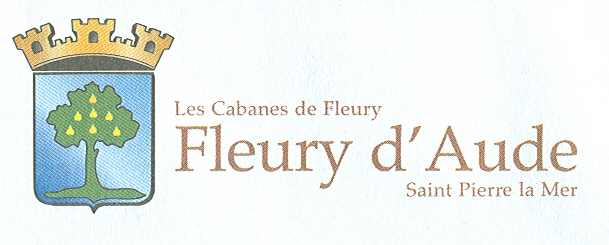 Les Cabanes de Fleury
Fleury d'Aude
Saint Pierre la Mer